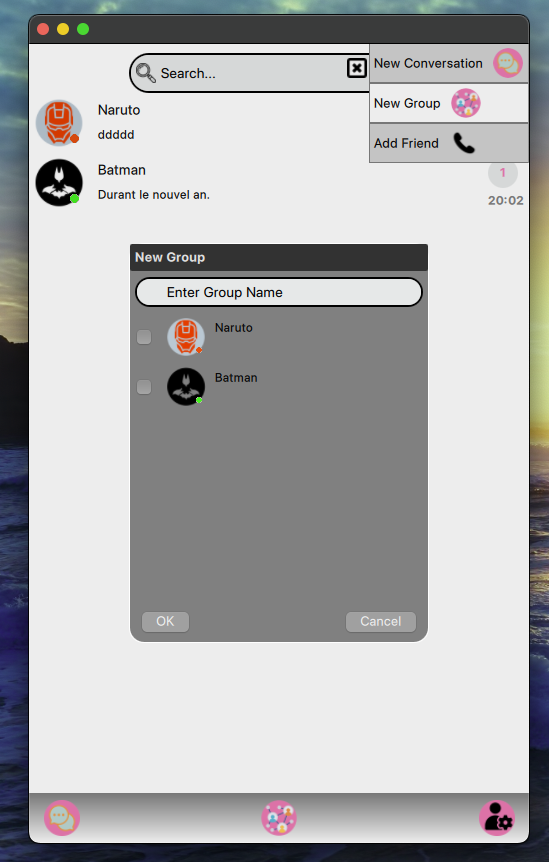 Search...
New Conversation
New Group
Add Friend
Naruto
ddddd
Batman
Durant le nouvel an.
1
20:02
New Group
Enter Group Name
Naruto
Batman
OK
Cancel